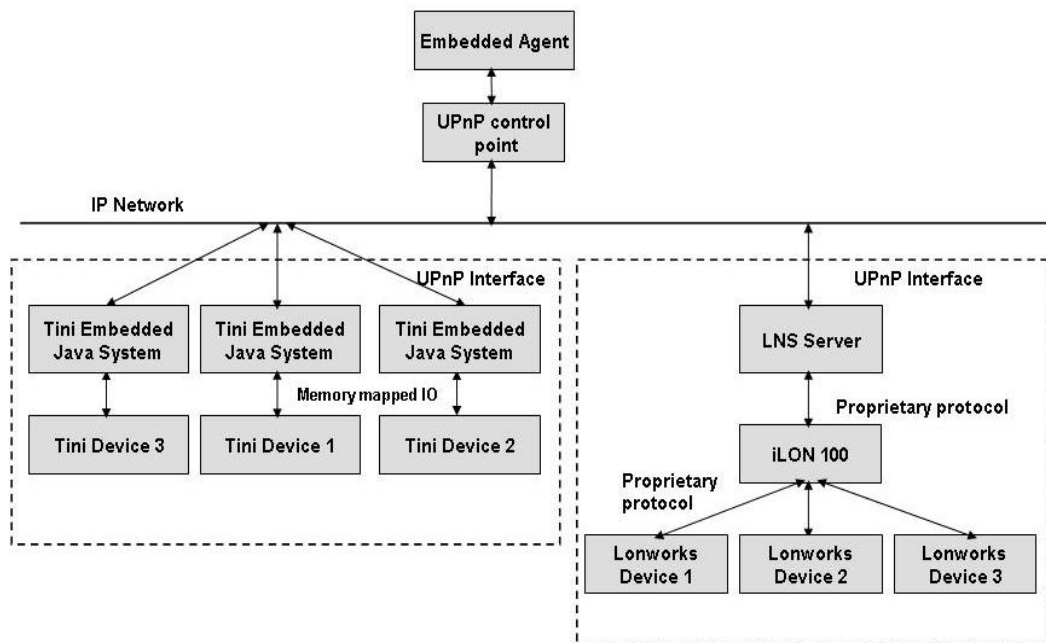 Embedded Agent
UPnP control
point
IP Network
UPnP Interface
Tini Embedded
Java System
Tini Embedded
Java System
Tini Embedded
Java System
Memory mapped IO
Tini Device 3
Tini Device 1
Tini Device 2
UPnP Interface
LNS Server
Proprietary protocol
iLON 100
Proprietary
protocol
Lonworks
Device 1
Lonworks
Device 2
Lonworks
Device 3